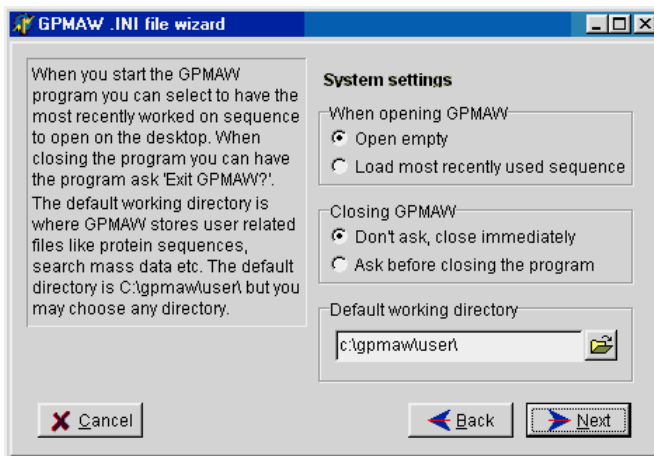 GPMAW .INI file wizard
When you start the GPMAW
program you can select to have the
most recently worked on sequence
to open on the desktop. When
closing the program you can have
the program ask 'Exit GPMAW?'.
The default working directory is
where GPMAW stores user related
files like protein sequences,
search mass data etc. The default
directory is C:\gpmaw\user\ but you
may choose any directory.
System settings
When opening GPMAW
Open empty
Load most recently used sequence
Closing GPMAW
Don't ask, close immediately
Ask before closing the program
Default working directory
c:\gpmaw\user\
Cancel
Back
Next